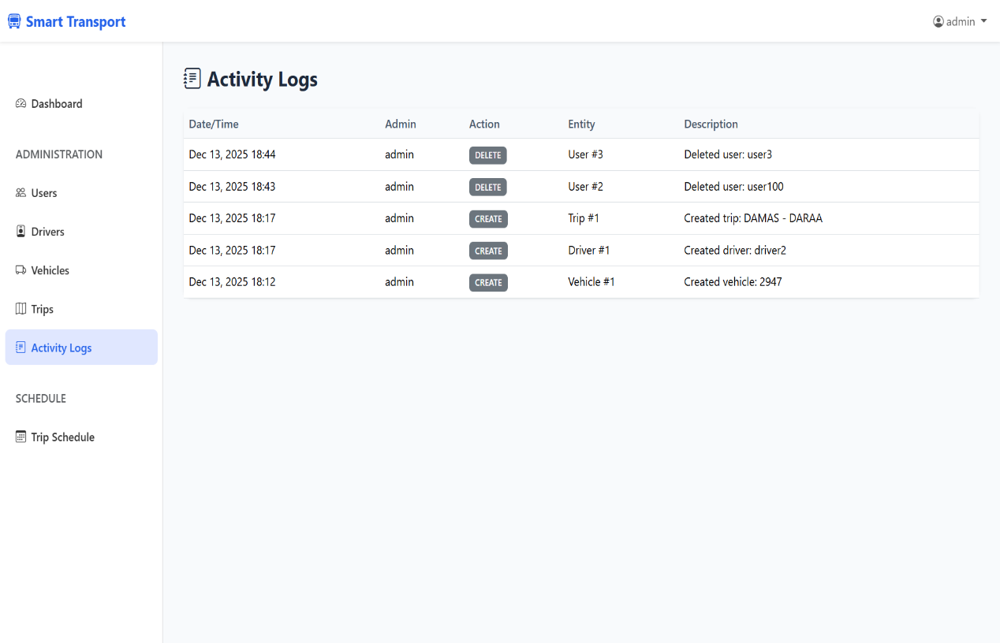 Smart Transport
admin
Dashboard
ADMINISTRATION
Users
Drivers
Vehicles
Trips
Activity Logs
SCHEDULE
Trip Schedule
Activity Logs
Date/Time Admin Action Entity Description
Dec 13, 2025 18:44 admin DELETE User #3 Deleted user: user3
Dec 13, 2025 18:43 admin DELETE User #2 Deleted user: user100
Dec 13, 2025 18:17 admin CREATE Trip #1 Created trip: DAMAS - DARAA
Dec 13, 2025 18:17 admin CREATE Driver #1 Created driver: driver2
Dec 13, 2025 18:12 admin CREATE Vehicle #1 Created vehicle: 2947